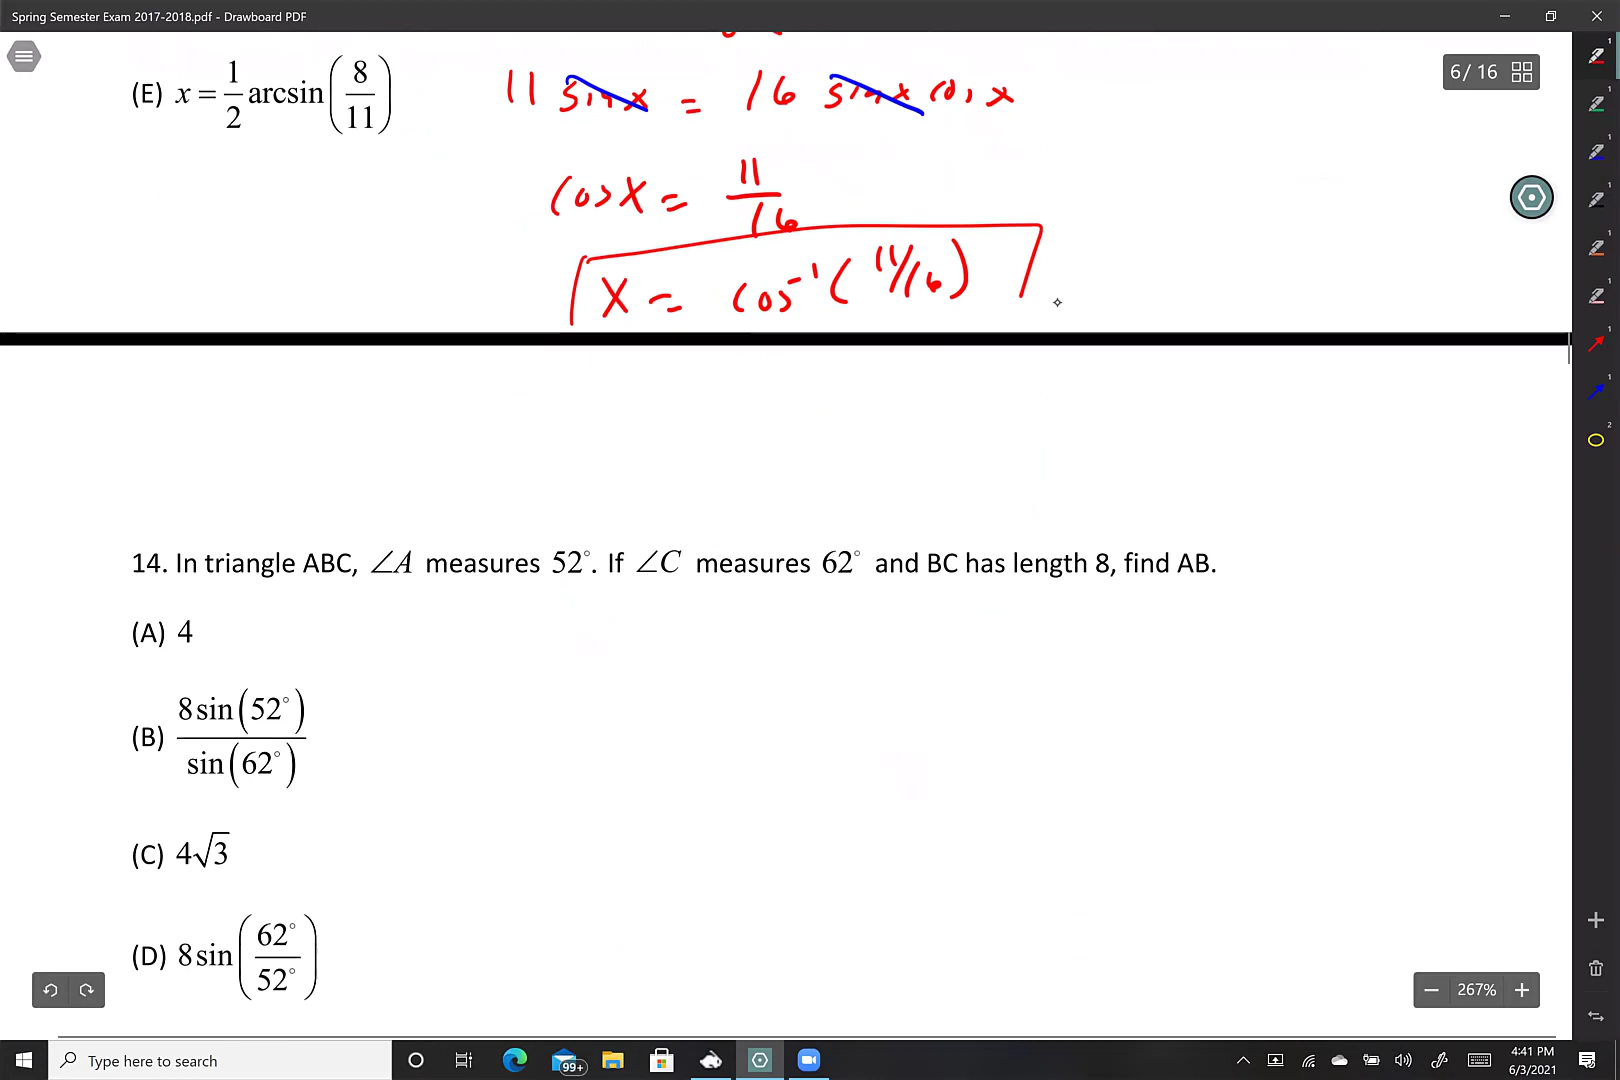 Spring Semester Exam 2017-2018.pdf - Drawboard PDF
6 / 16
(E) x = 1/2 arcsin(8/11)
11 sin x = 16 sin x cos x
cos x = 11/16
x = cos⁻¹(11/16)
14. In triangle ABC, ∠A measures 52°. If ∠C measures 62° and BC has length 8, find AB.
(A) 4
(B) 8sin(52°)/sin(62°)
(C) 4√3
(D) 8sin(62°/52°)
267%
Type here to search
99+
4:41 PM
6/3/2021